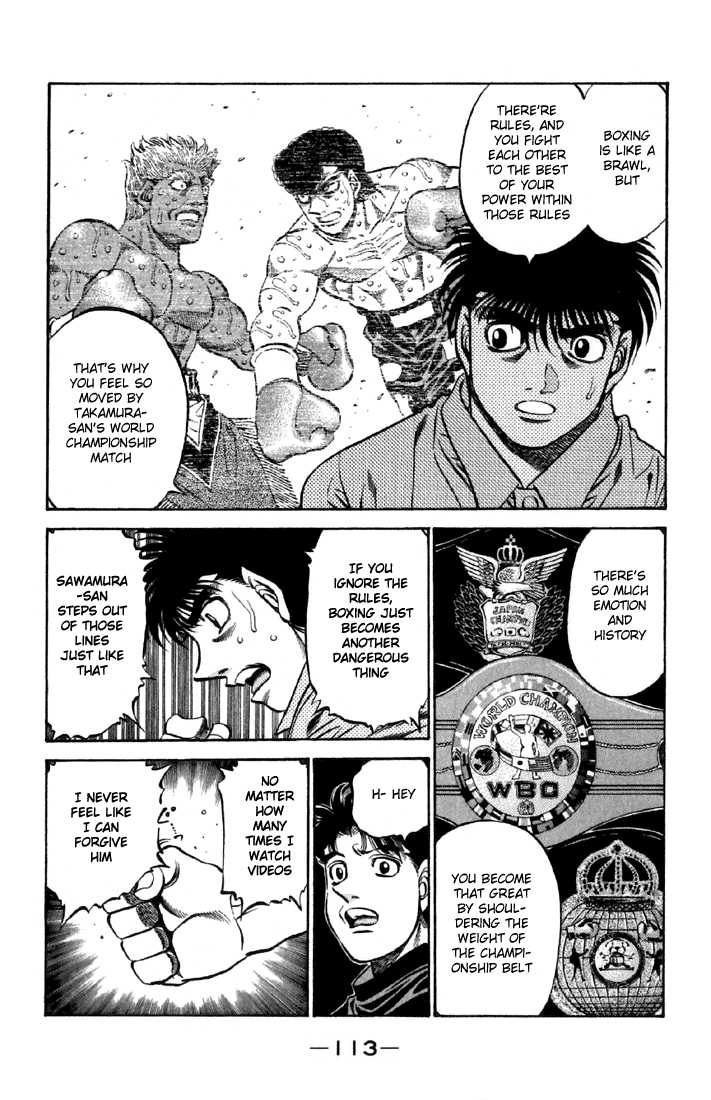 BOXING
IS LIKE A
BRAWL,
BUT
THERE'RE
RULES, AND
YOU FIGHT
EACH OTHER
TO THE BEST
OF YOUR
POWER WITHIN
THOSE RULES
THAT'S WHY
YOU FEEL SO
MOVED BY
TAKAMURA-
SAN'S WORLD
CHAMPIONSHIP
MATCH
THERE'S
SO MUCH
EMOTION
AND
HISTORY
JAPAN
WORLD CHAMPION
WBC
YOU BECOME
THAT GREAT
BY SHOUL-
DERING THE
WEIGHT OF
THE CHAMPI-
ONSHIP BELT
IF YOU
IGNORE THE
RULES,
BOXING JUST
BECOMES
ANOTHER
DANGEROUS
THING
SAWAMURA
-SAN
STEPS OUT
OF THOSE
LINES
JUST LIKE
THAT
H- HEY
NO
MATTER
HOW
MANY
TIMES I
WATCH
VIDEOS
I NEVER
FEEL LIKE
I CAN
FORGIVE
HIM
—113—